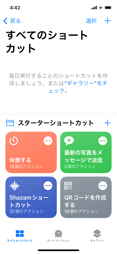 4:42
戻る
選択
すべてのショート
カット
毎日実行することのショートカットを作
成しましょう。または"ギャラリー"をチ
ェック。
スターターショートカット
休憩する
最新の写真をメ
ッセージで送信
Shazamショー
トカット
QRコードを作成
する
マイショートカット
オートメーション
ギャラリー